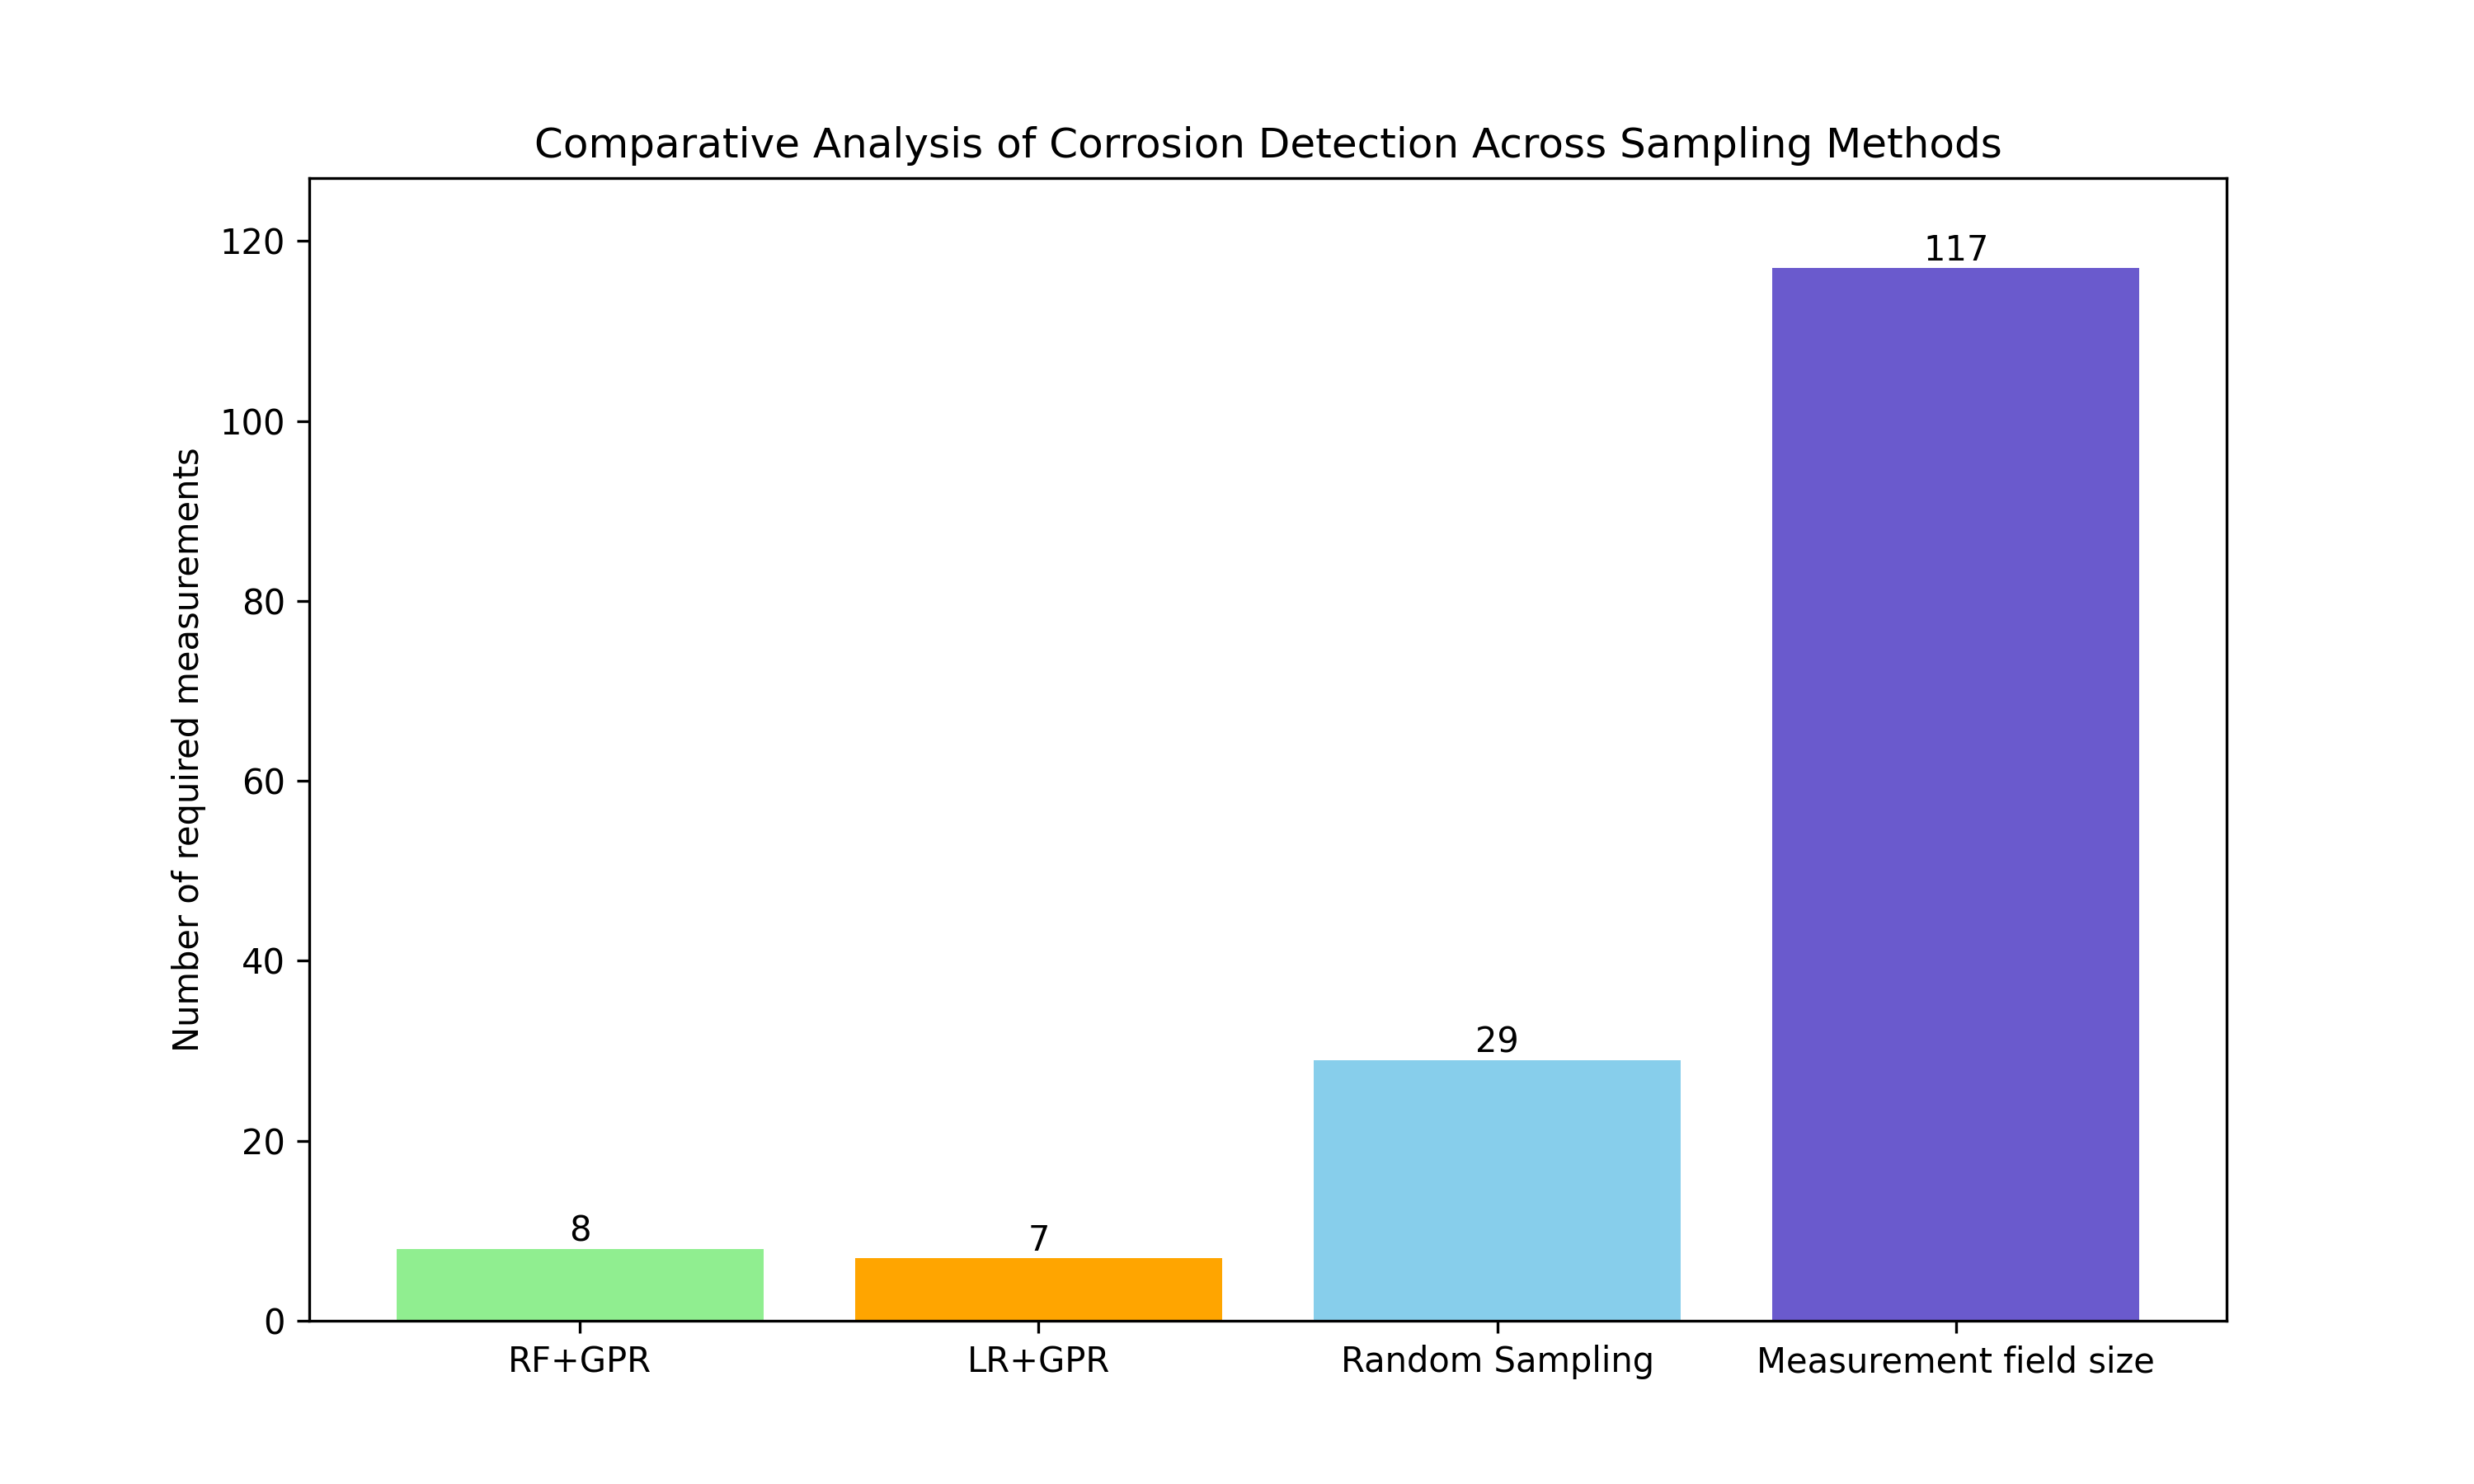 Comparative Analysis of Corrosion Detection Across Sampling Methods
Number of required measurements
120
100
80
60
40
20
0
8
7
29
117
RF+GPR
LR+GPR
Random Sampling
Measurement field size